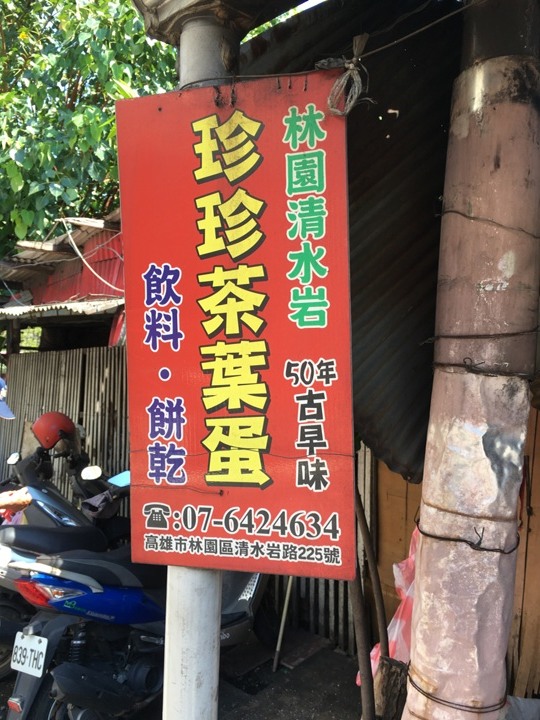 林園清水岩
50年古早味
珍珍茶葉蛋
飲料・餅乾
☎:07-6424634
高雄市林園區清水岩路225號
839-THC